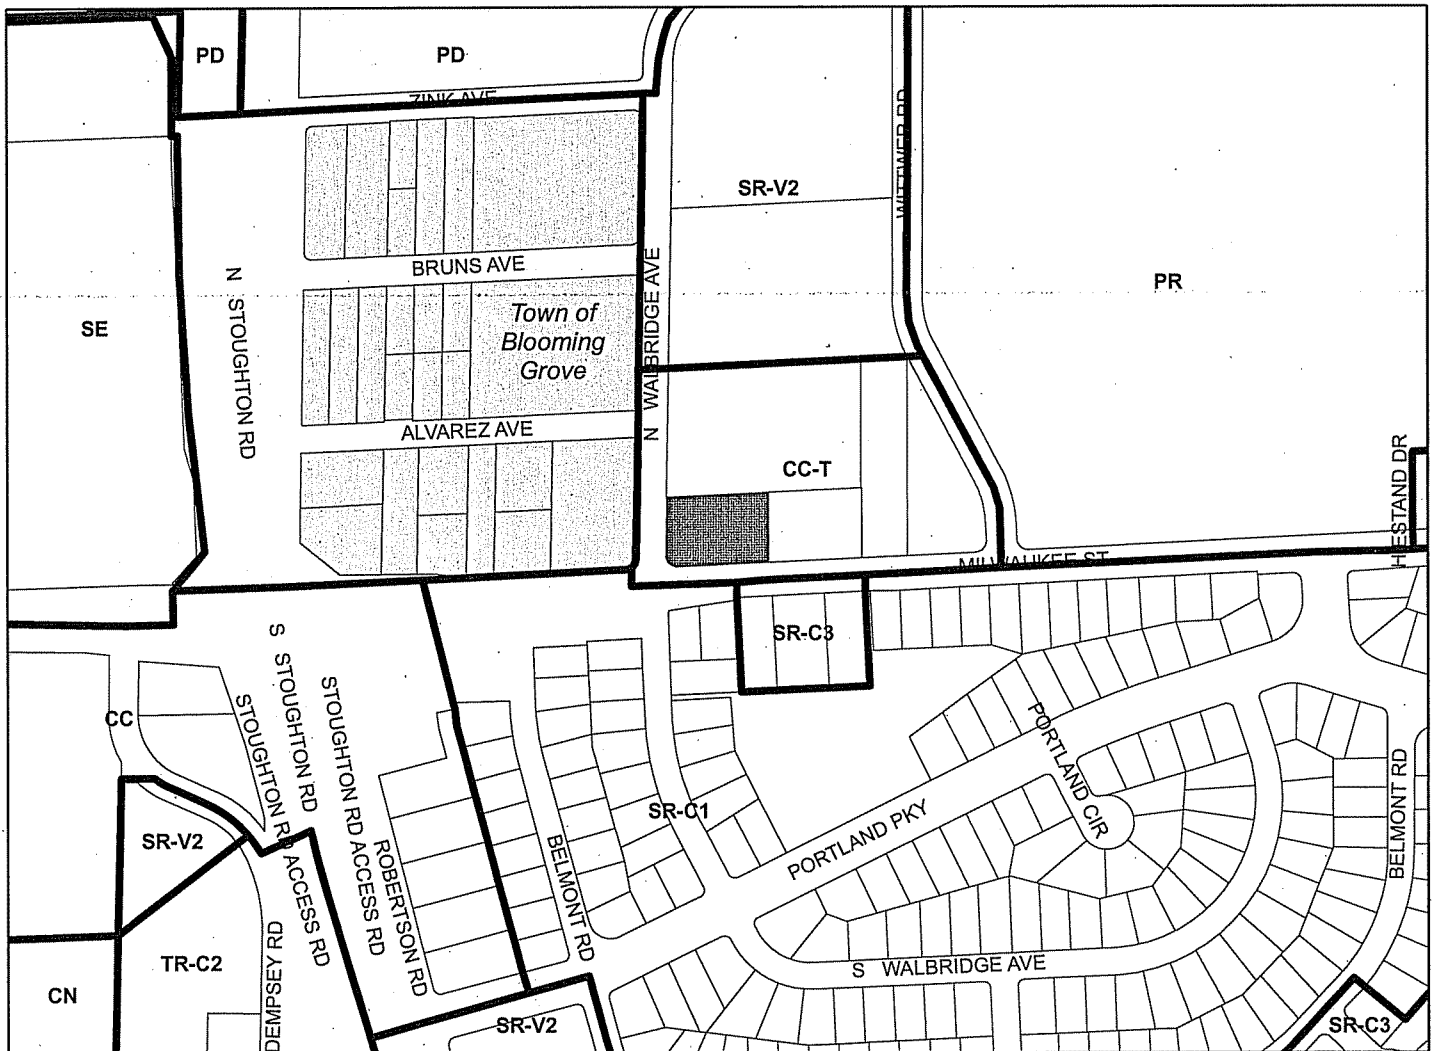 PD
PD
ZINK AVE
SR-V2
WITTWER RD
BRUNS AVE
N WALBRIDGE AVE
PR
N STOUGHTON RD
SE
Town of
Blooming
Grove
ALVAREZ AVE
CC-T
HIESTAND DR
MILWAUKEE ST
SR-C3
S STOUGHTON RD
STOUGHTON RD ACCESS RD
STOUGHTON RD ACCESS RD
CC
PORTLAND CIR
BELMONT RD
SR-C1
PORTLAND PKY
SR-V2
ROBERTSON RD
BELMONT RD
DEMPSEY RD
TR-C2
S WALBRIDGE AVE
CN
SR-V2
SR-C3